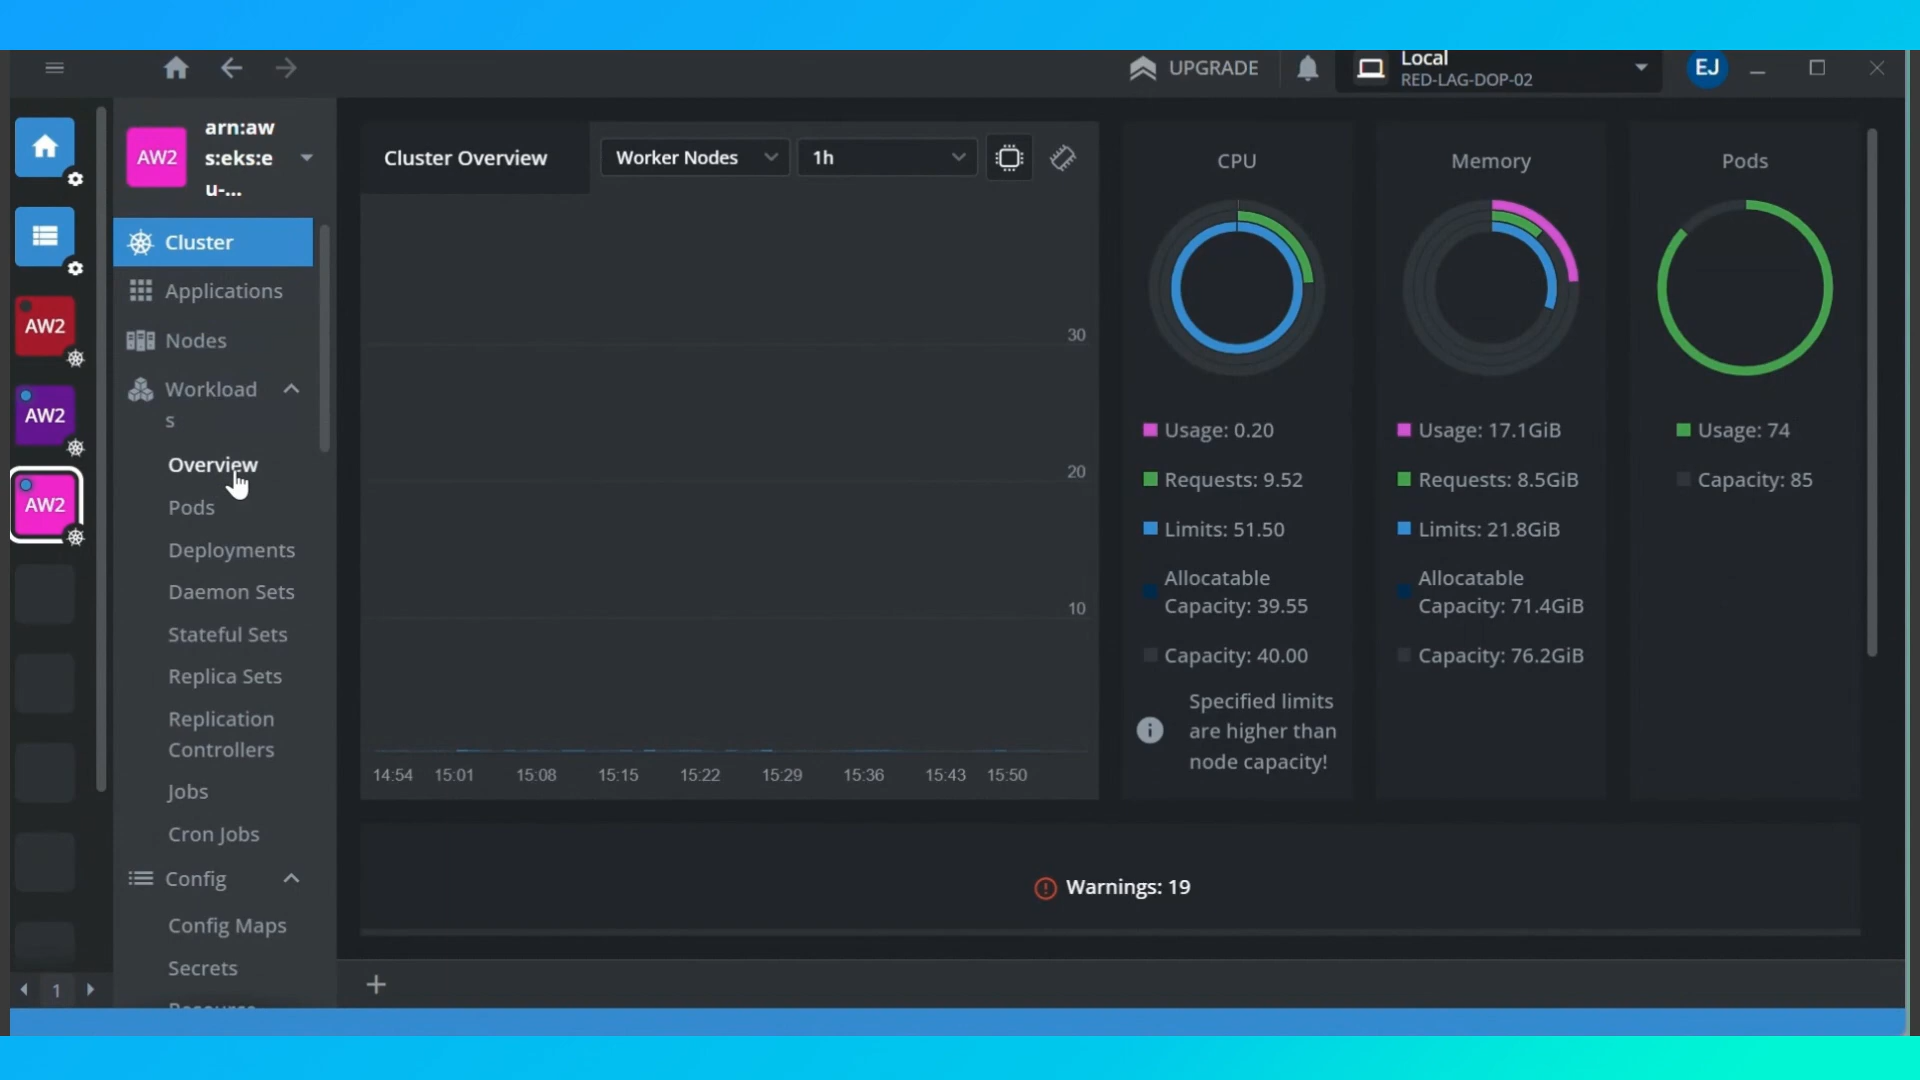 UPGRADE
Local
RED-LAG-DOP-02
EJ
AW2
arn:aw
s:eks:e
u-...
Cluster
Applications
Nodes
Workload
s
Overview
Pods
Deployments
Daemon Sets
Stateful Sets
Replica Sets
Replication
Controllers
Jobs
Cron Jobs
Config
Config Maps
Secrets
AW2
AW2
AW2
1
Cluster Overview
Worker Nodes
1h
30
20
10
14:54 15:01 15:08 15:15 15:22 15:29 15:36 15:43 15:50
CPU
Usage: 0.20
Requests: 9.52
Limits: 51.50
Allocatable
Capacity: 39.55
Capacity: 40.00
Specified limits
are higher than
node capacity!
Memory
Usage: 17.1GiB
Requests: 8.5GiB
Limits: 21.8GiB
Allocatable
Capacity: 71.4GiB
Capacity: 76.2GiB
Pods
Usage: 74
Capacity: 85
Warnings: 19